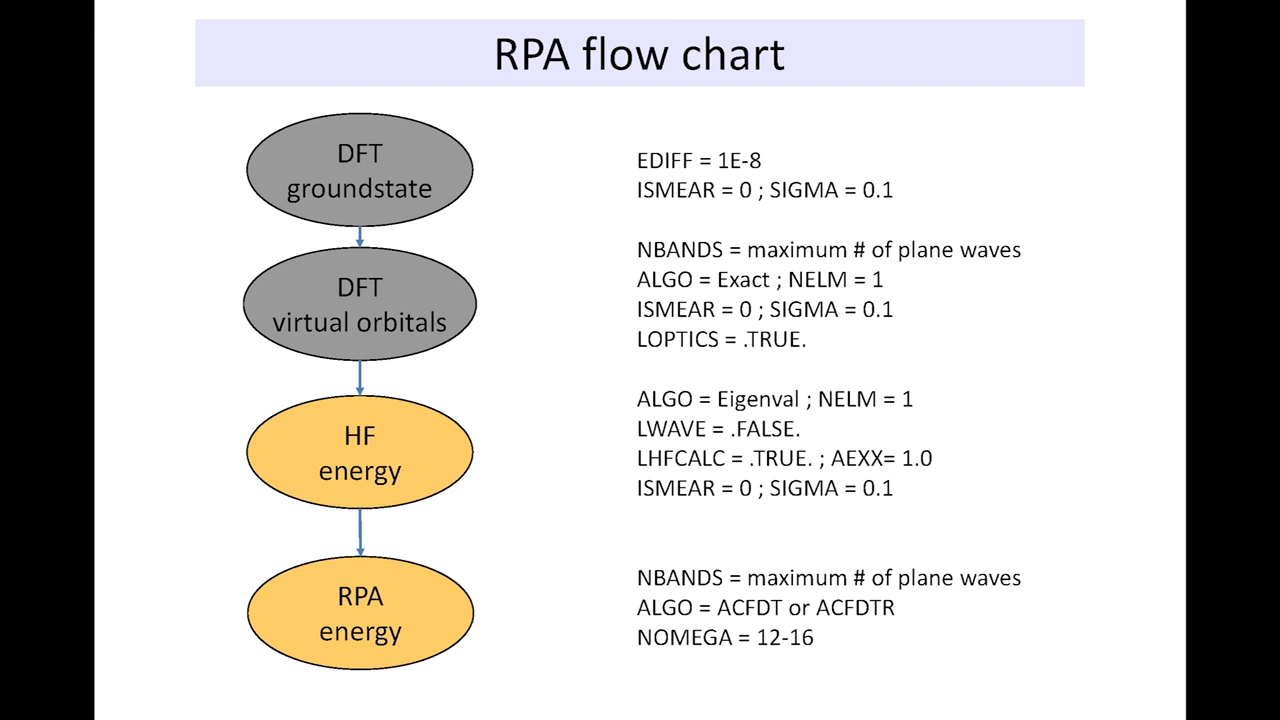 RPA flow chart
DFT
groundstate
EDIFF = 1E-8
ISMEAR = 0 ; SIGMA = 0.1
DFT
virtual orbitals
NBANDS = maximum # of plane waves
ALGO = Exact ; NELM = 1
ISMEAR = 0 ; SIGMA = 0.1
LOPTICS = .TRUE.
HF
energy
ALGO = Eigenval ; NELM = 1
LWAVE = .FALSE.
LHFCALC = .TRUE. ; AEXX= 1.0
ISMEAR = 0 ; SIGMA = 0.1
RPA
energy
NBANDS = maximum # of plane waves
ALGO = ACFDT or ACFDTR
NOMEGA = 12-16